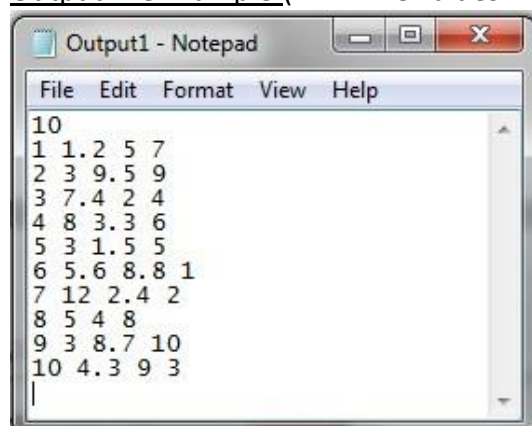 Output1 - Notepad
File Edit Format View Help
10
1 1.2 5 7
2 3 9.5 9
3 7.4 2 4
4 8 3.3 6
5 3 1.5 5
6 5.6 8.8 1
7 12 2.4 2
8 5 4 8
9 3 8.7 10
10 4.3 9 3